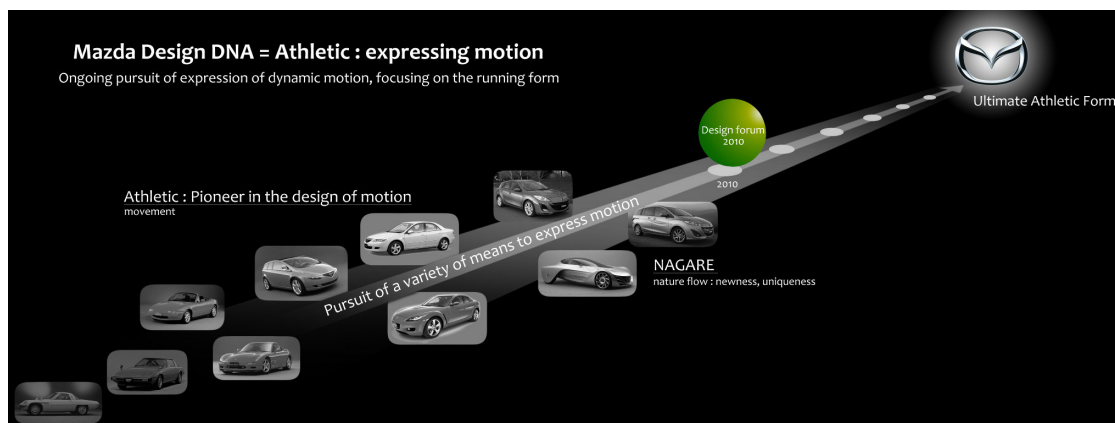 Mazda Design DNA = Athletic : expressing motion
Ongoing pursuit of expression of dynamic motion, focusing on the running form
Ultimate Athletic Form
Design forum
2010
2010
Athletic : Pioneer in the design of motion
movement
Pursuit of a variety of means to express motion
NAGARE
nature flow : newness, uniqueness